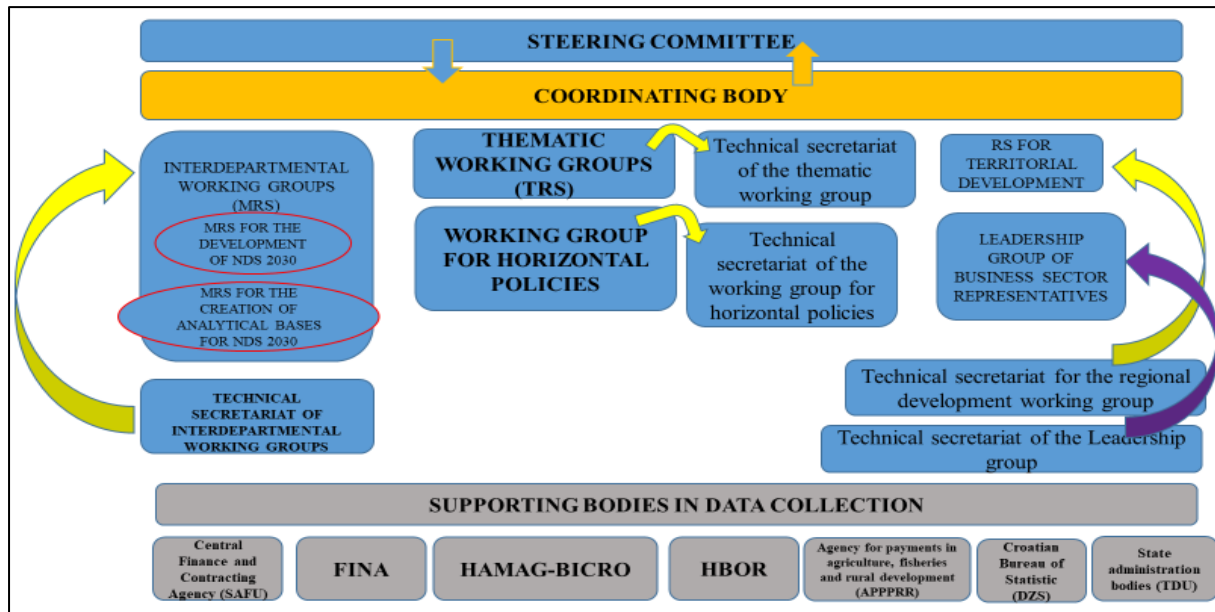 STEERING COMMITTEE
COORDINATING BODY
INTERDEPARTMENTAL
WORKING GROUPS
(MRS)
MRS FOR THE
DEVELOPMENT
OF NDS 2030
MRS FOR THE
CREATION OF
ANALYTICAL BASES
FOR NDS 2030
TECHNICAL
SECRETARIAT OF
INTERDEPARTMENTAL
WORKING GROUPS
THEMATIC
WORKING GROUPS
(TRS)
Technical secretariat
of the thematic
working group
WORKING GROUP
FOR HORIZONTAL
POLICIES
Technical
secretariat of the
working group for
horizontal policies
RS FOR
TERRITORIAL
DEVELOPMENT
LEADERSHIP
GROUP OF
BUSINESS SECTOR
REPRESENTATIVES
Technical secretariat for the regional
development working group
Technical secretariat of the Leadership
group
SUPPORTING BODIES IN DATA COLLECTION
Central
Finance and
Contracting
Agency (SAFU)
FINA
HAMAG-BICRO
HBOR
Agency for payments in
agriculture, fisheries
and rural development
(APPPRR)
Croatian
Bureau of
Statistic
(DZS)
State
administration
bodies (TDU)